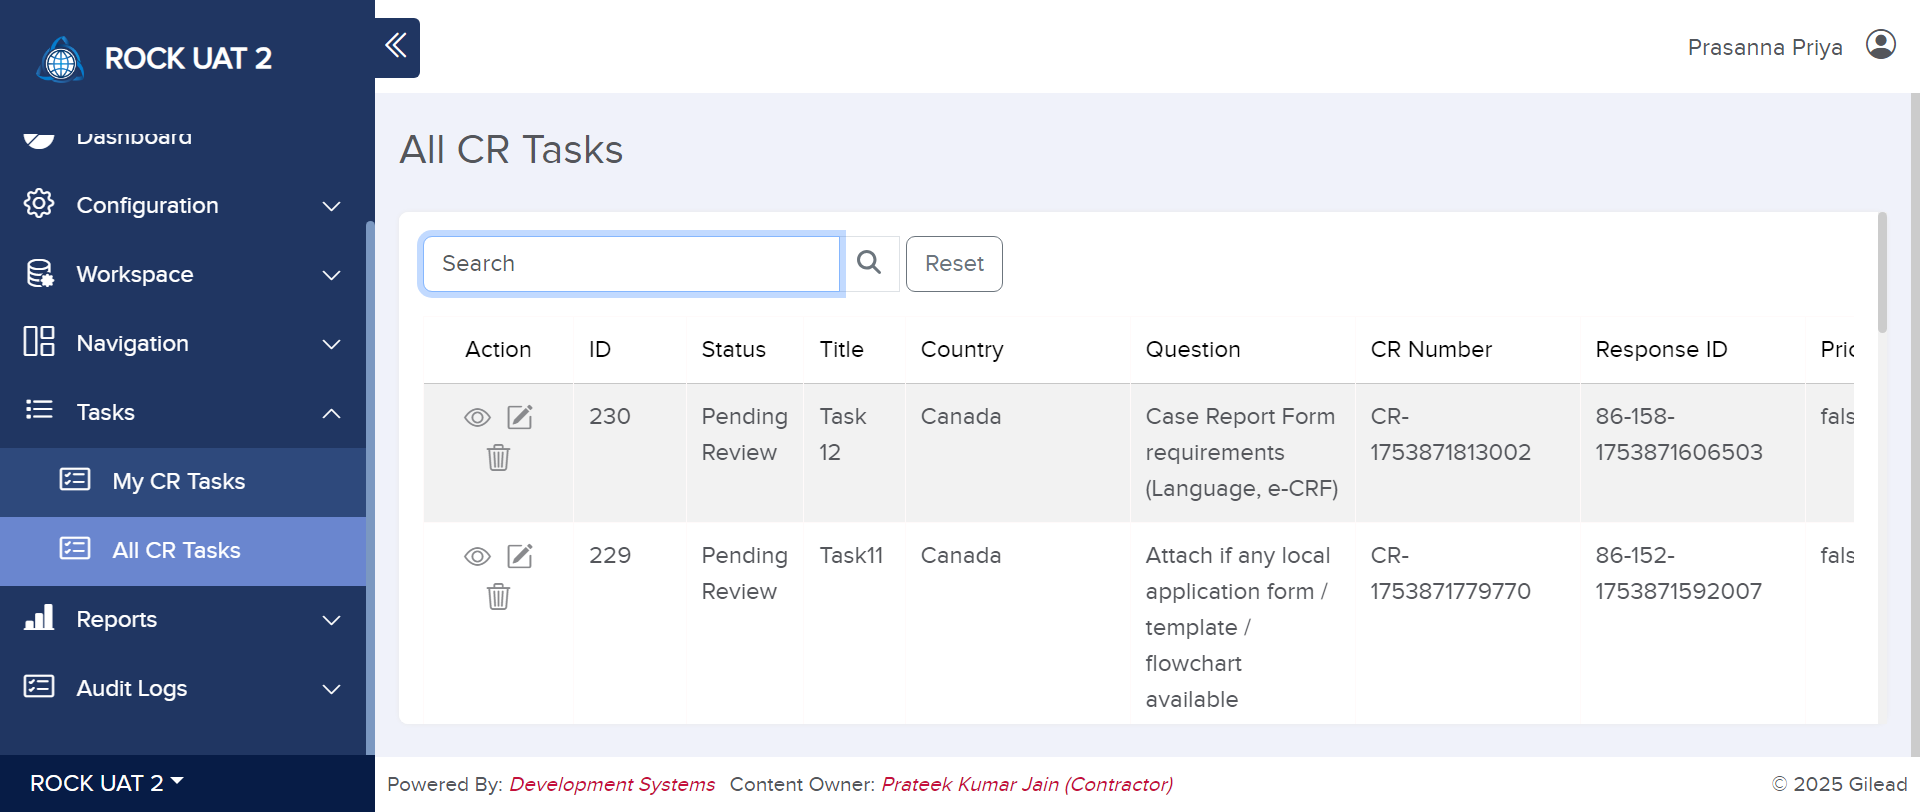 ROCK UAT 2
Prasanna Priya
Dashboard
Configuration
Workspace
Navigation
Tasks
My CR Tasks
All CR Tasks
Reports
Audit Logs
ROCK UAT 2
All CR Tasks
Search
Reset
Action ID Status Title Country Question CR Number Response ID
230 Pending Task Canada Case Report Form CR- 86-158-
Review 12 requirements 1753871813002 1753871606503
(Language, e-CRF)
229 Pending Task11 Canada Attach if any local CR- 86-152-
Review application form / 1753871779770 1753871592007
template /
flowchart
available
Powered By: Development Systems Content Owner: Prateek Kumar Jain (Contractor)
© 2025 Gilead